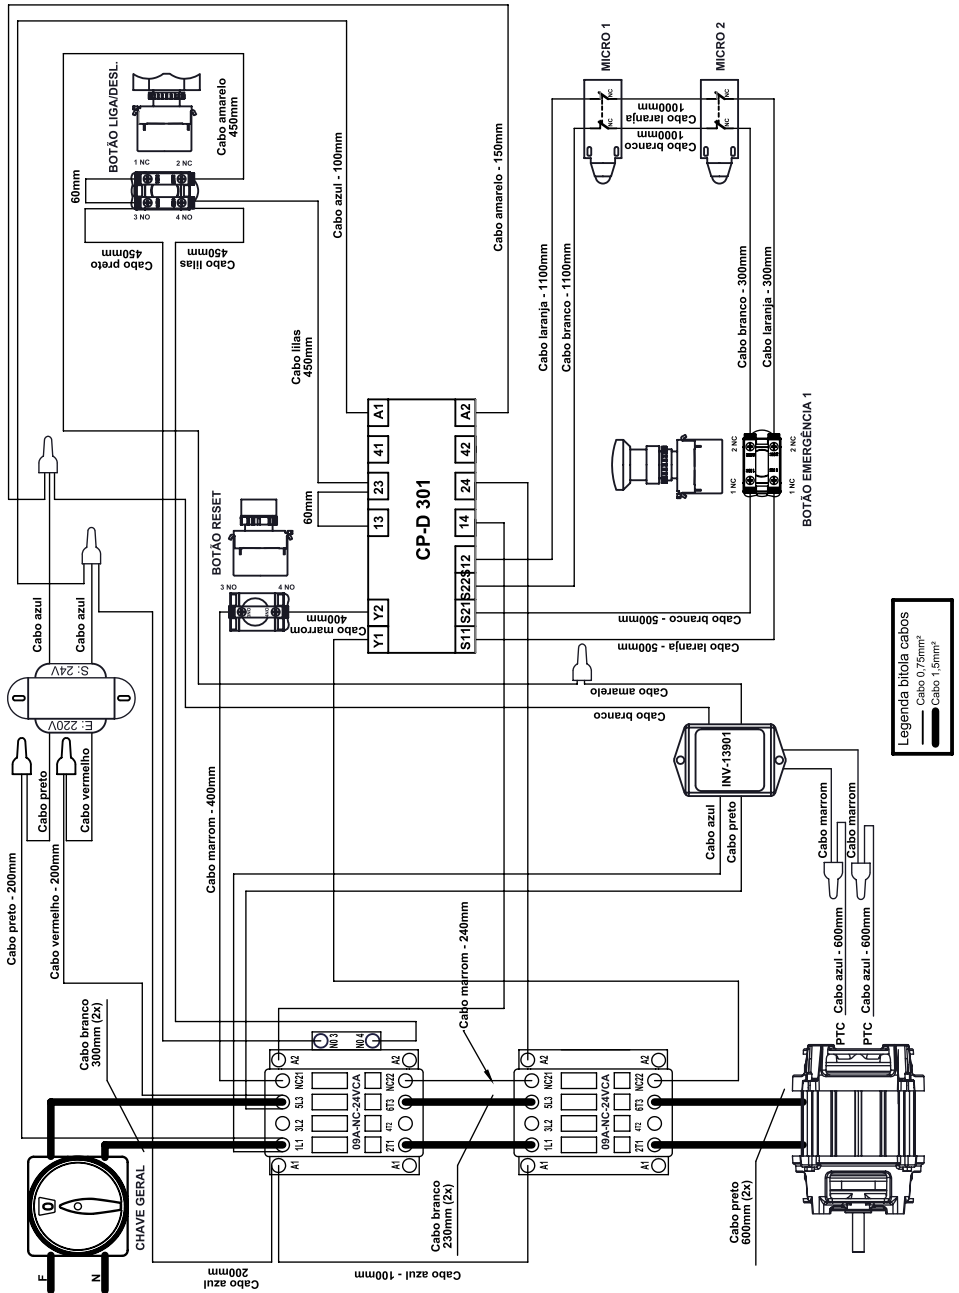 BOTÃO LIGA/DESL.
1 NC
2 NC
3 NO
4 NO
60mm
Cabo amarelo
450mm
Cabo preto
450mm
Cabo lilas
450mm
Cabo azul - 100mm
Cabo amarelo - 150mm
MICRO 1
MICRO 2
NC
NC
NC
NC
Cabo laranja
1000mm
Cabo branco
1000mm
Cabo laranja - 1100mm
Cabo branco - 1100mm
Cabo branco - 300mm
Cabo laranja - 300mm
Cabo lilas
450mm
60mm
A1
41
23
13
Y2
Y1
CP-D 301
A2
42
24
14
S12
S22
S21
S11
BOTÃO RESET
3 NO
4 NO
Cabo marrom
400mm
BOTÃO EMERGÊNCIA 1
1 NC
2 NC
1 NC
2 NC
Cabo branco - 500mm
Cabo laranja - 500mm
Cabo azul
Cabo azul
S: 24V
E: 220V
Cabo preto
Cabo vermelho
Cabo preto - 200mm
Cabo vermelho - 200mm
Cabo marrom - 400mm
Cabo amarelo
Cabo branco
INV-13901
Cabo azul
Cabo preto
Cabo marrom
Cabo marrom
Cabo azul - 600mm
Cabo azul - 600mm
PTC
PTC
Legenda bitola cabos
Cabo 0,75mm²
Cabo 1,5mm²
Cabo branco
300mm (2x)
Cabo marrom - 240mm
NO 3
NO 4
A2
A2
NC21
NC22
5L3
6T3
3L2
4T2
1L1
2T1
A1
A1
09A-NC-24VCA
A2
A2
NC21
NC22
5L3
6T3
3L2
4T2
1L1
2T1
A1
A1
09A-NC-24VCA
Cabo branco
230mm (2x)
Cabo preto
600mm (2x)
CHAVE GERAL
0
F
N
Cabo azul
200mm
Cabo azul - 100mm